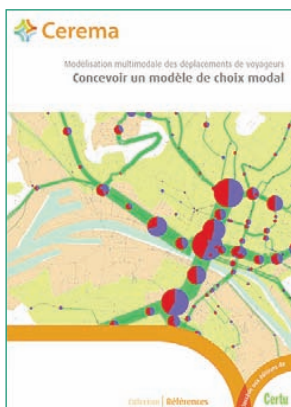 Cerema
Modélisation multimodale des déplacements de voyageurs
Concevoir un modèle de choix modal
Collection | Références
Certu